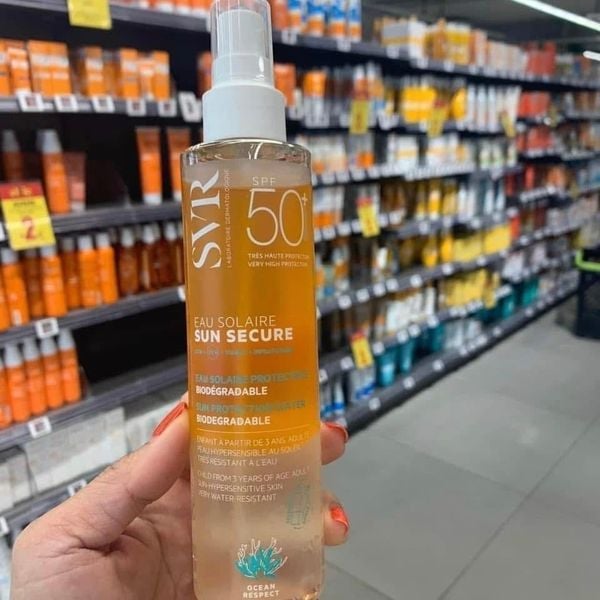 SVR
LABORATOIRE DERMATOLOGIQUE
SPF
50+
TRÈS HAUTE PROTECTION
VERY HIGH PROTECTION
EAU SOLAIRE
SUN SECURE
EAU SOLAIRE PROTECTRICE
BIODÉGRADABLE
SUN PROTECTION WATER
BIODEGRADABLE
ENFANT À PARTIR DE 3 ANS, ADULTE
PEAU HYPERSENSIBLE AU SOLEIL
TRÈS RÉSISTANT À L'EAU
CHILD FROM 3 YEARS OF AGE, ADULT
SUN-HYPERSENSITIVE SKIN
VERY WATER-RESISTANT
OCEAN
RESPECT
2